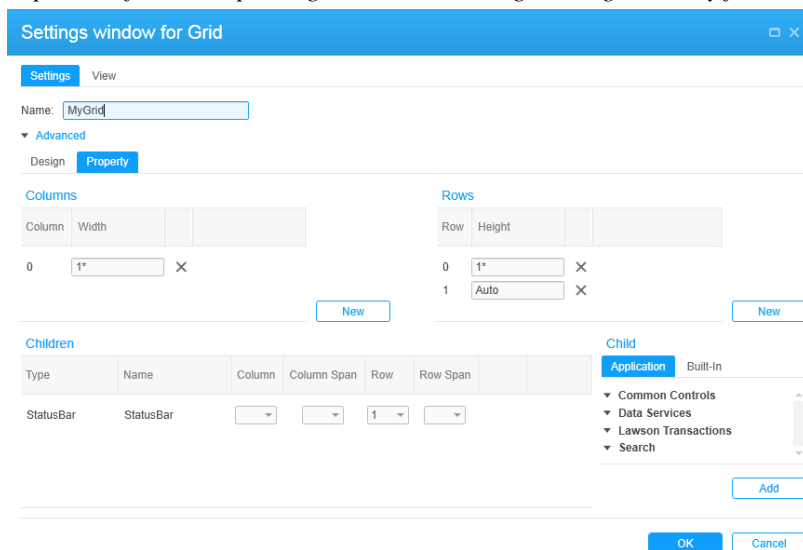 Settings window for Grid
Settings View
Name: MyGrid
Advanced
Design Property
Columns
Column Width
0 1*
New
Rows
Row Height
0 1*
1 Auto
New
Children
Type Name Column Column Span Row Row Span
StatusBar StatusBar 1
Child
Application Built-In
Common Controls
Data Services
Lawson Transactions
Search
Add
OK Cancel